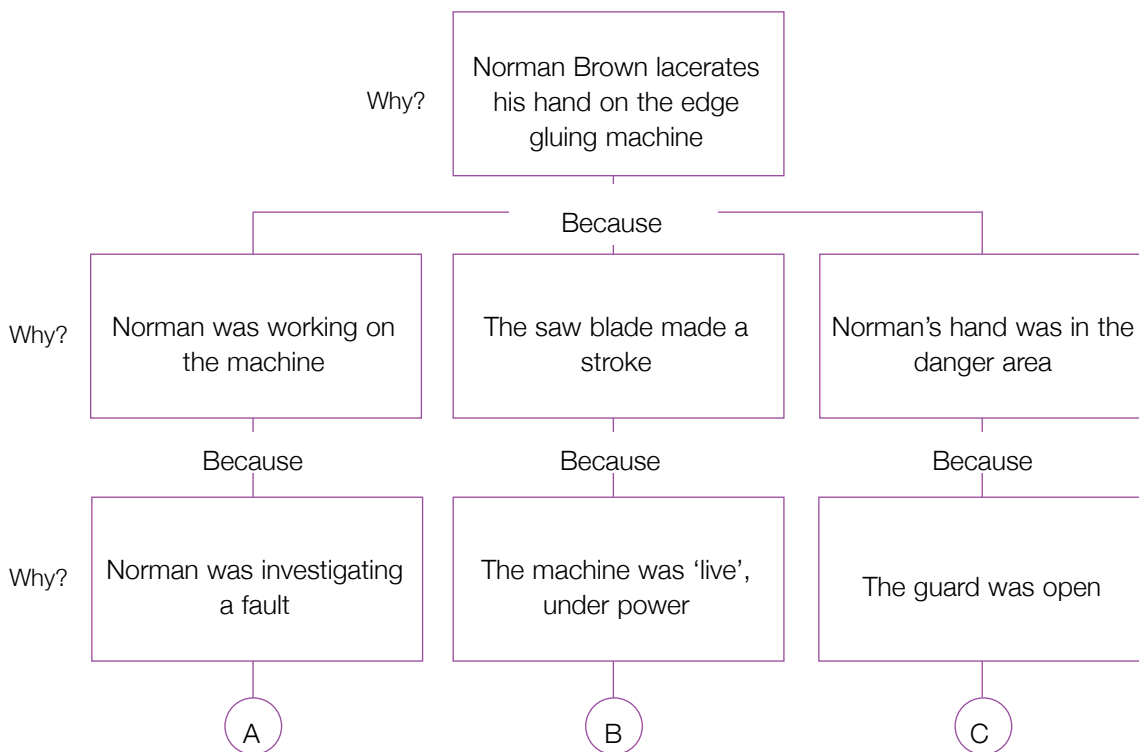 Norman Brown lacerates
Why?
his hand on the edge
gluing machine
Because
Why?
Norman was working on
the machine
The saw blade made a
stroke
Norman’s hand was in the
danger area
Because
Because
Because
Why?
Norman was investigating
a fault
The machine was ‘live’,
under power
The guard was open
A
B
C